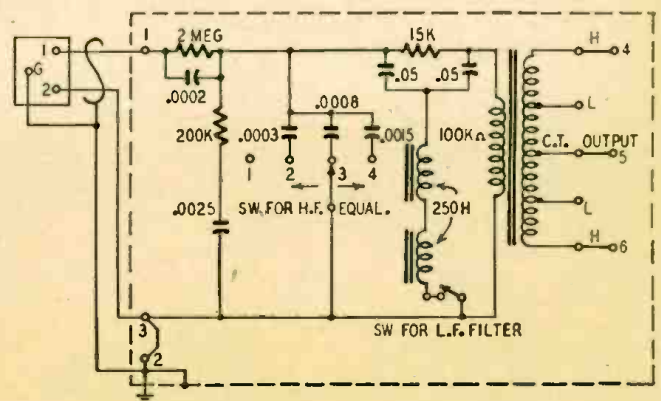 1
G
2
1
2 MEG
.0002
200K
.0025
.0003
.0008
.0015
1
2
3
4
SW FOR H.F. EQUAL.
15K
.05
.05
250H
SW FOR L.F. FILTER
100KΩ
H
4
L
C.T. OUTPUT
5
L
H
6
3
2